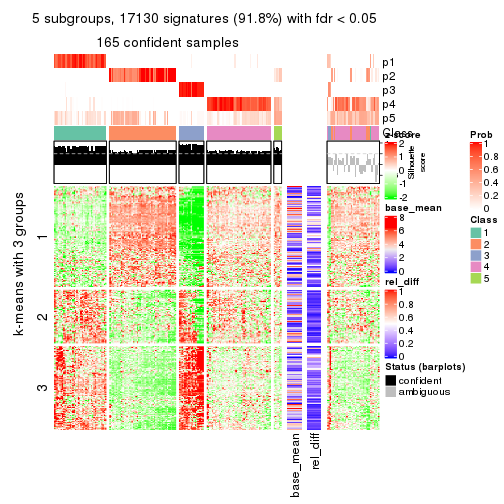 5 subgroups, 17130 signatures (91.8%) with fdr < 0.05
165 confident samples
p1
p2
p3
p4
p5
Class
Silhouette
score
k-means with 3 groups
1
2
3
base_mean
rel_diff
z-score
2
1
0
-1
-2
base_mean
8
6
4
2
0
rel_diff
1
0.8
0.6
0.4
0.2
0
Status (barplots)
confident
ambiguous
Prob
1
0.8
0.6
0.4
0.2
0
Class
1
2
3
4
5